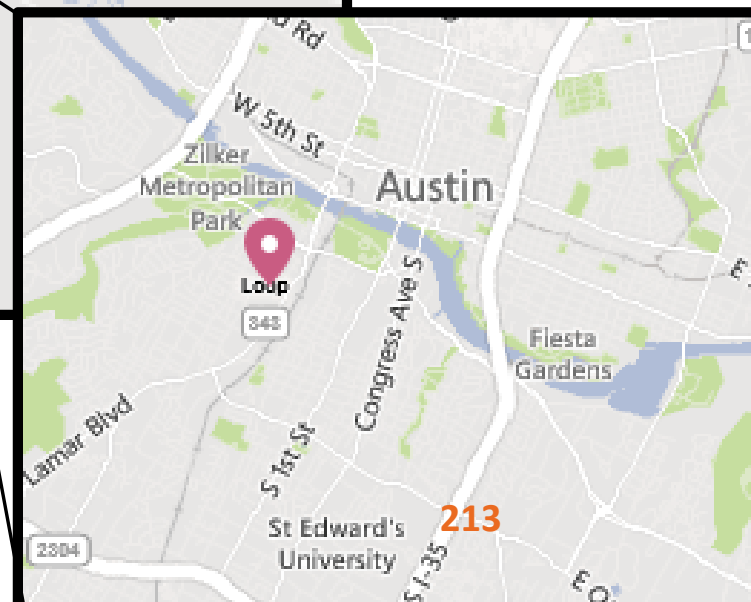 W 5th St
Zilker
Metropolitan
Park
Austin
Loop
343
Congress Ave S
Fiesta
Gardens
Lamar Blvd
S 1st St
213
St Edward's
University
2304
S I-35